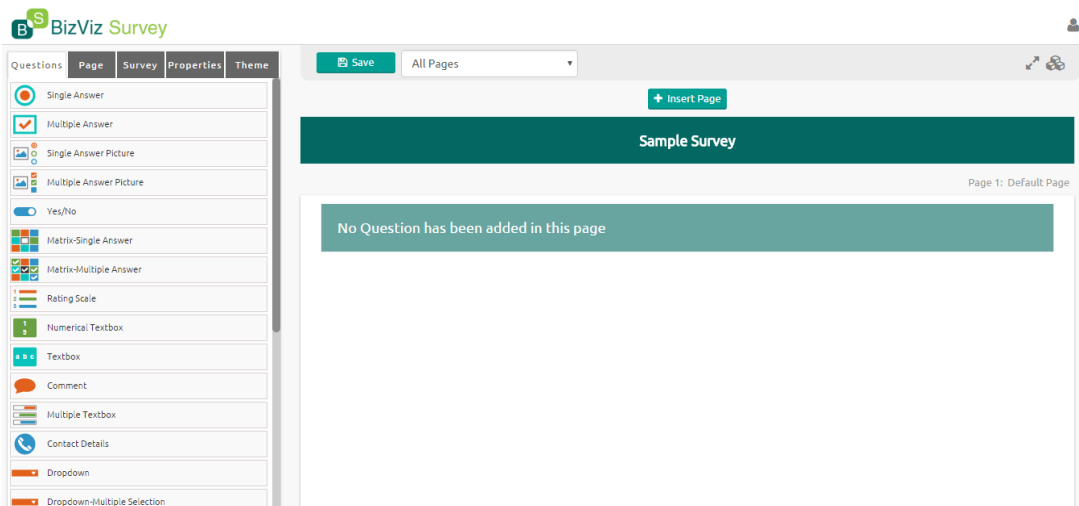 BS BizViz Survey
Questions Page Survey Properties Theme
Save All Pages
Insert Page
Sample Survey
Page 1: Default Page
No Question has been added in this page
Single Answer
Multiple Answer
Single Answer Picture
Multiple Answer Picture
Yes/No
Matrix-Single Answer
Matrix-Multiple Answer
Rating Scale
Numerical Textbox
a b c Textbox
Comment
Multiple Textbox
Contact Details
Dropdown
Dropdown-Multiple Selection